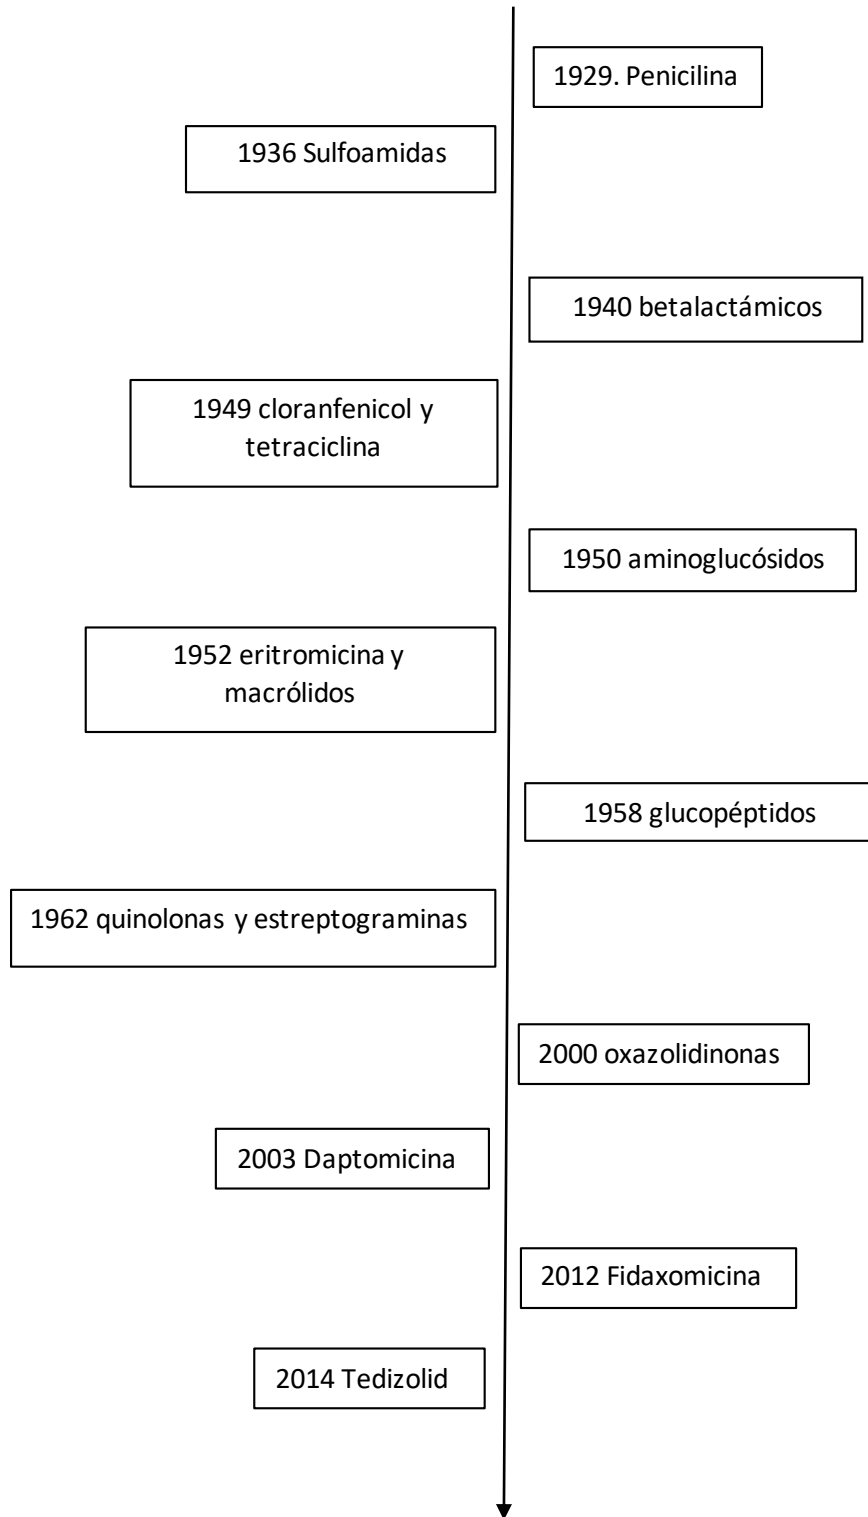 1929. Penicilina
1936 Sulfoamidas
1940 betalactámicos
1949 cloranfenicol y
tetraciclina
1950 aminoglucósidos
1952 eritromicina y
macrólidos
1958 glucopéptidos
1962 quinolonas y estreptograminas
2000 oxazolidinonas
2003 Daptomicina
2012 Fidaxomicina
2014 Tedizolid